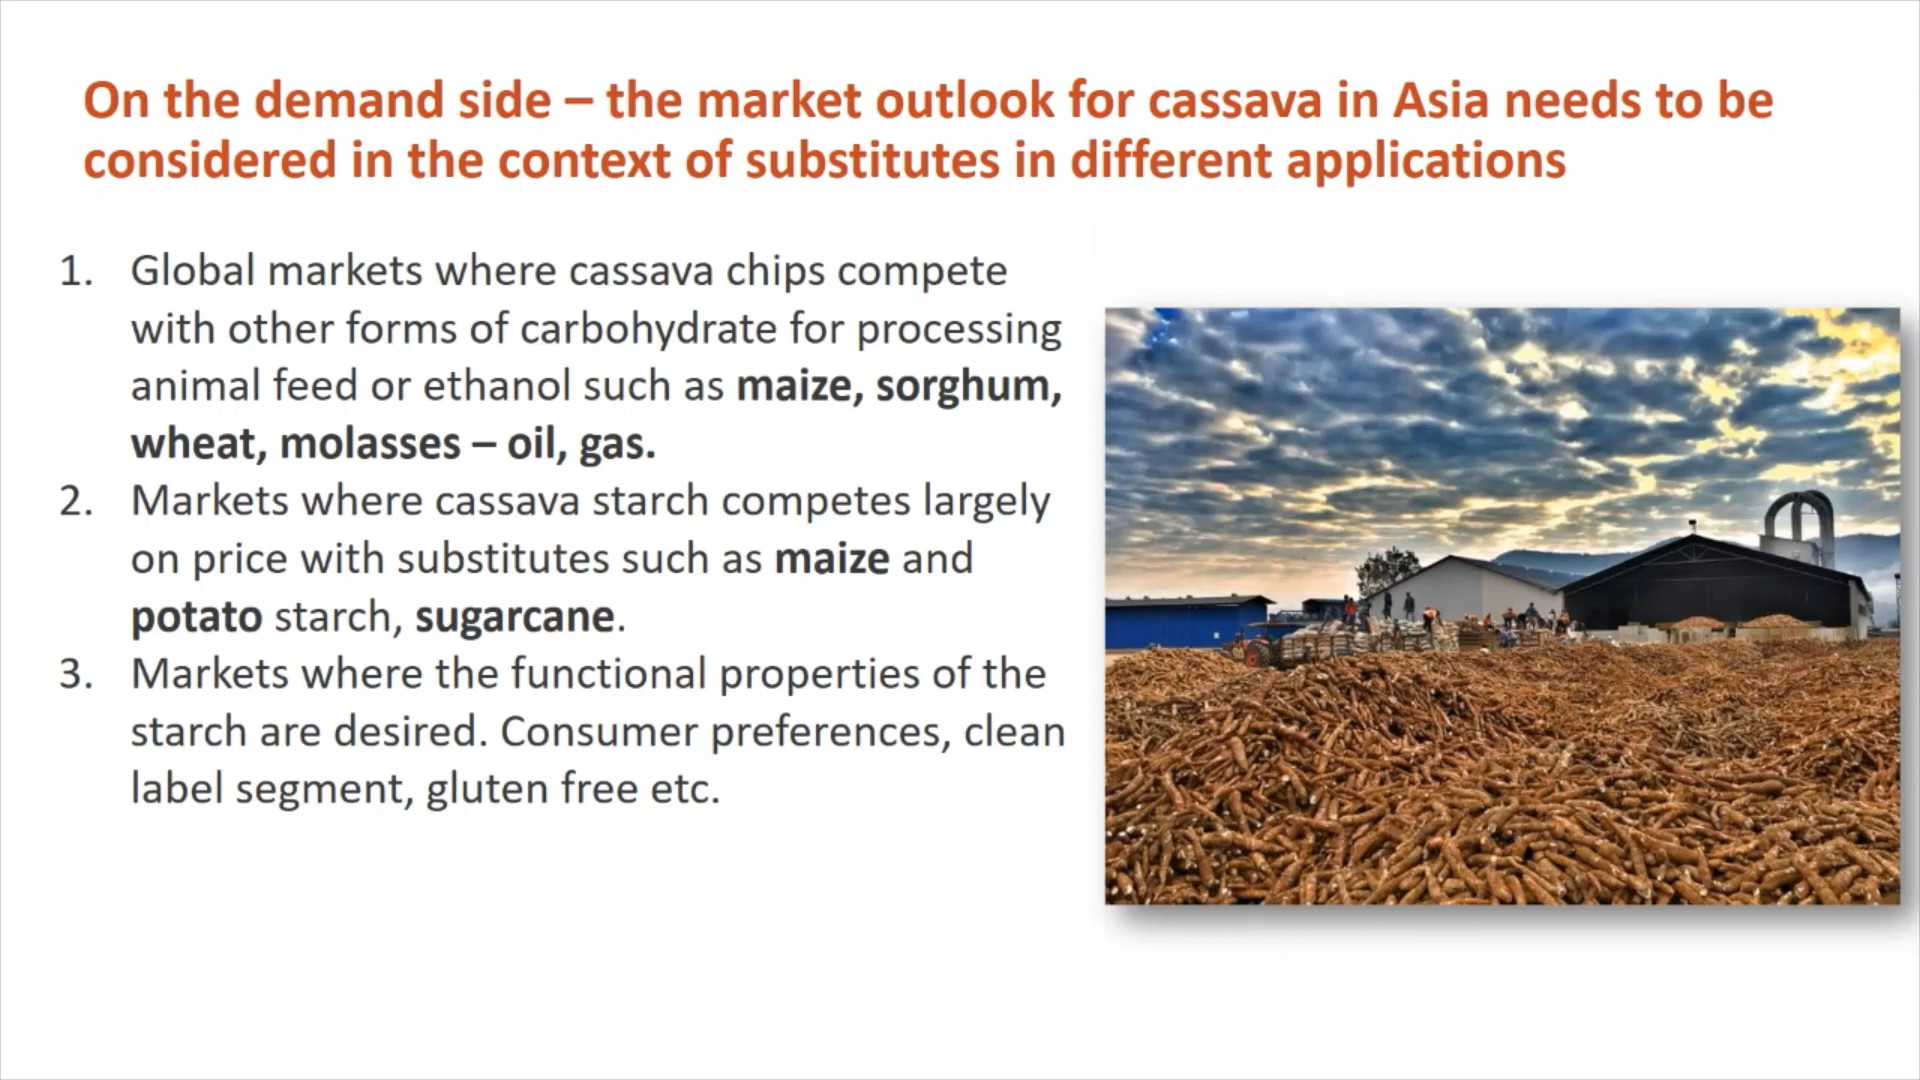 On the demand side – the market outlook for cassava in Asia needs to be
considered in the context of substitutes in different applications
1. Global markets where cassava chips compete
with other forms of carbohydrate for processing
animal feed or ethanol such as maize, sorghum,
wheat, molasses – oil, gas.
2. Markets where cassava starch competes largely
on price with substitutes such as maize and
potato starch, sugarcane.
3. Markets where the functional properties of the
starch are desired. Consumer preferences, clean
label segment, gluten free etc.